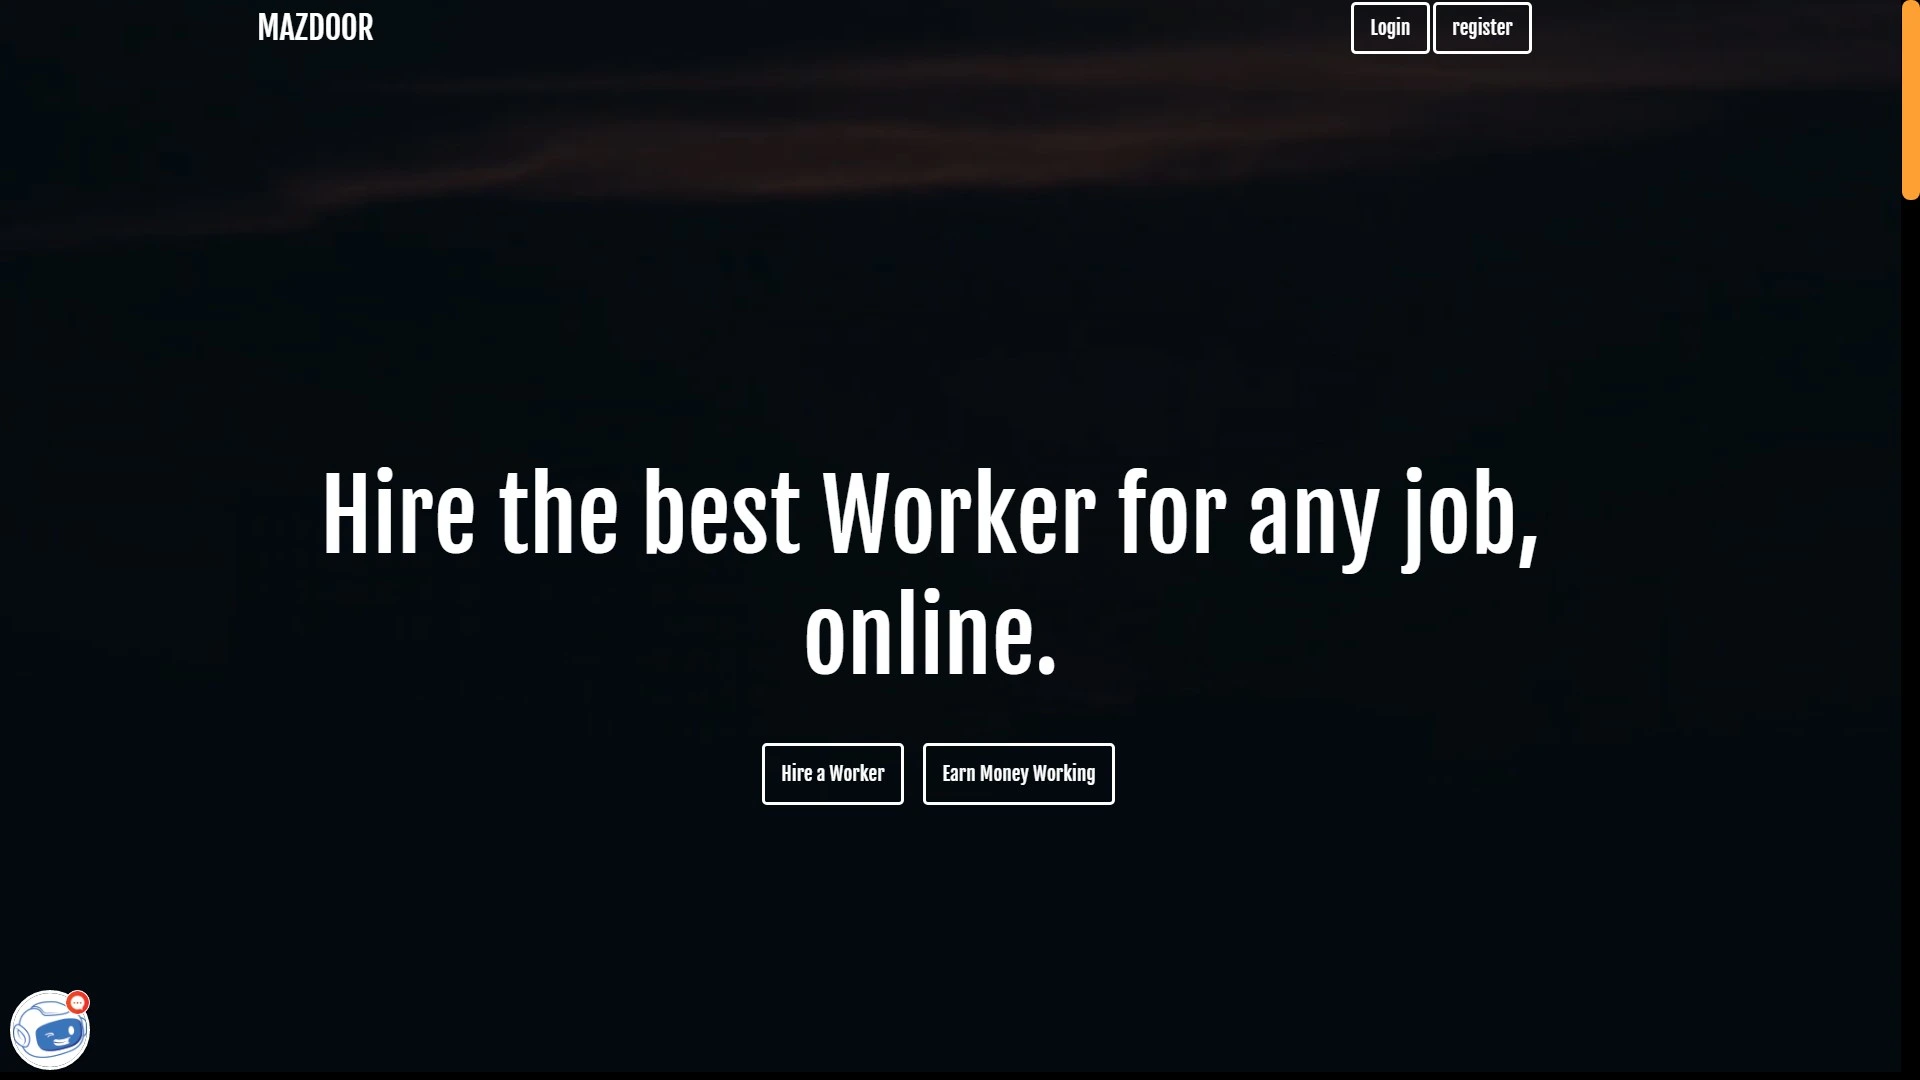 MAZDOOR
Login
register
Hire the best Worker for any job,
online.
Hire a Worker
Earn Money Working